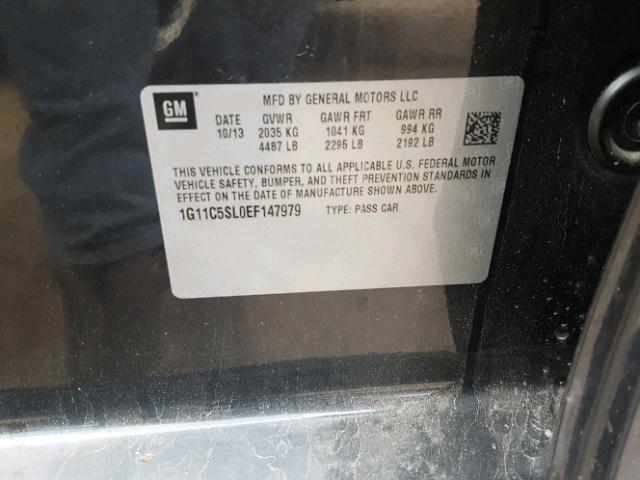 GM
MFD BY GENERAL MOTORS LLC
DATE GVWR GAWR FRT GAWR RR
10/13 2035 KG 1041 KG 994 KG
4487 LB 2295 LB 2192 LB
THIS VEHICLE CONFORMS TO ALL APPLICABLE U.S. FEDERAL MOTOR
VEHICLE SAFETY, BUMPER, AND THEFT PREVENTION STANDARDS IN
EFFECT ON THE DATE OF MANUFACTURE SHOWN ABOVE.
1G11C5SL0EF147979 TYPE: PASS CAR